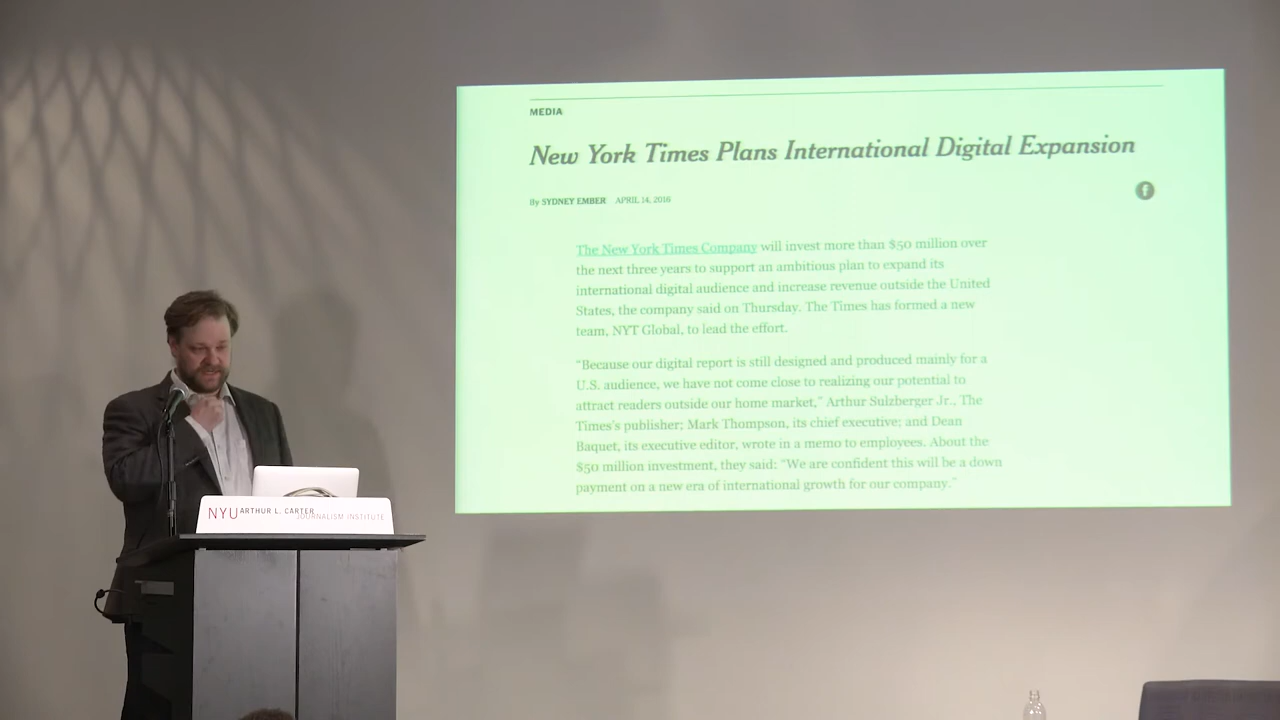 MEDIA
New York Times Plans International Digital Expansion
By SYDNEY EMBER APRIL 14, 2016
f
The New York Times Company will invest more than $50 million over
the next three years to support an ambitious plan to expand its
international digital audience and increase revenue outside the United
States, the company said on Thursday. The Times has formed a new
team, NYT Global, to lead the effort.
“Because our digital report is still designed and produced mainly for a
U.S. audience, we have not come close to realizing our potential to
attract readers outside our home market,” Arthur Sulzberger Jr., The
Times’s publisher; Mark Thompson, its chief executive; and Dean
Baquet, its executive editor, wrote in a memo to employees. About the
$50 million investment, they said: “We are confident this will be a down
payment on a new era of international growth for our company.”
NYU ARTHUR L. CARTER
JOURNALISM INSTITUTE